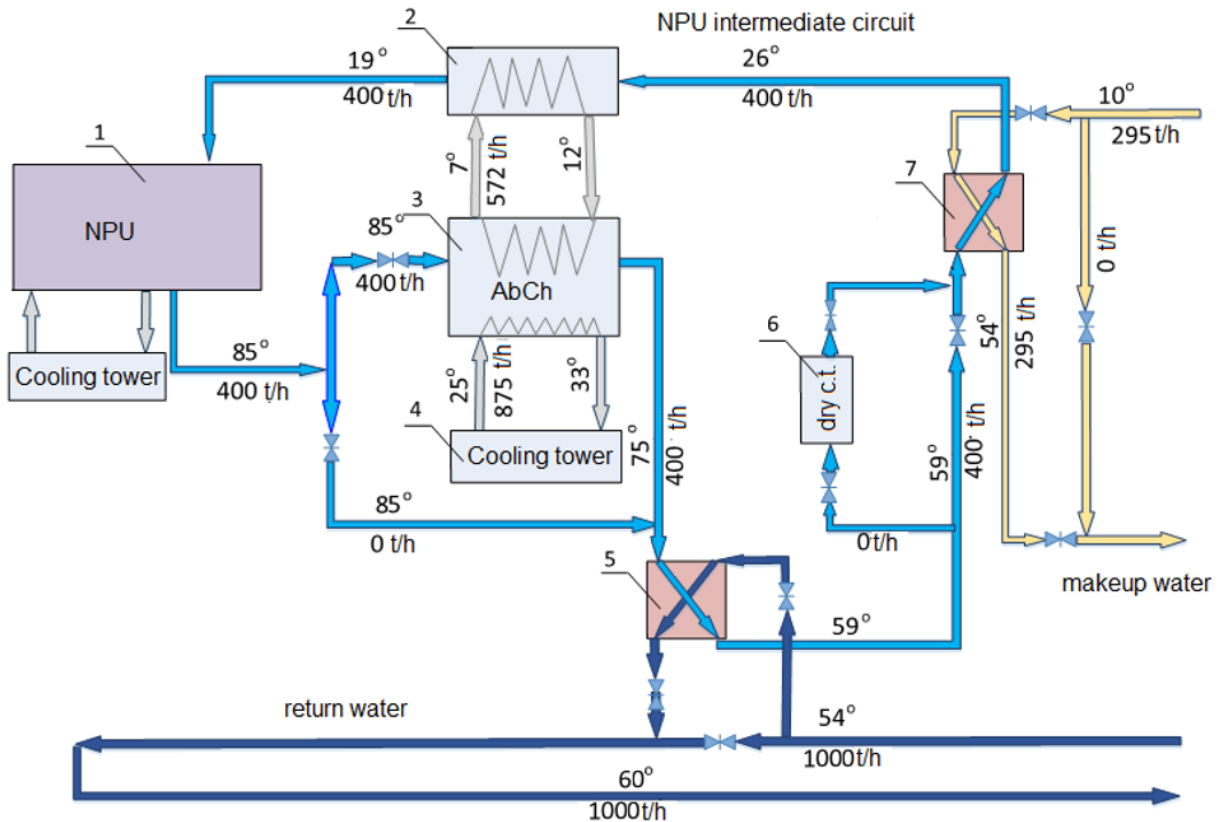 NPU intermediate circuit
2
19°
400 t/h
26°
400 t/h
10°
295 t/h
1
7°
572 t/h
12°
7
3
85°
400 t/h
NPU
AbCh
0 t/h
54°
295 t/h
6
dry c.t.
85°
400 t/h
Cooling tower
25°
875 t/h
33°
4
Cooling tower
75°
400 t/h
59°
400 t/h
85°
0 t/h
0 t/h
5
makeup water
59°
return water
54°
1000t/h
60°
1000t/h